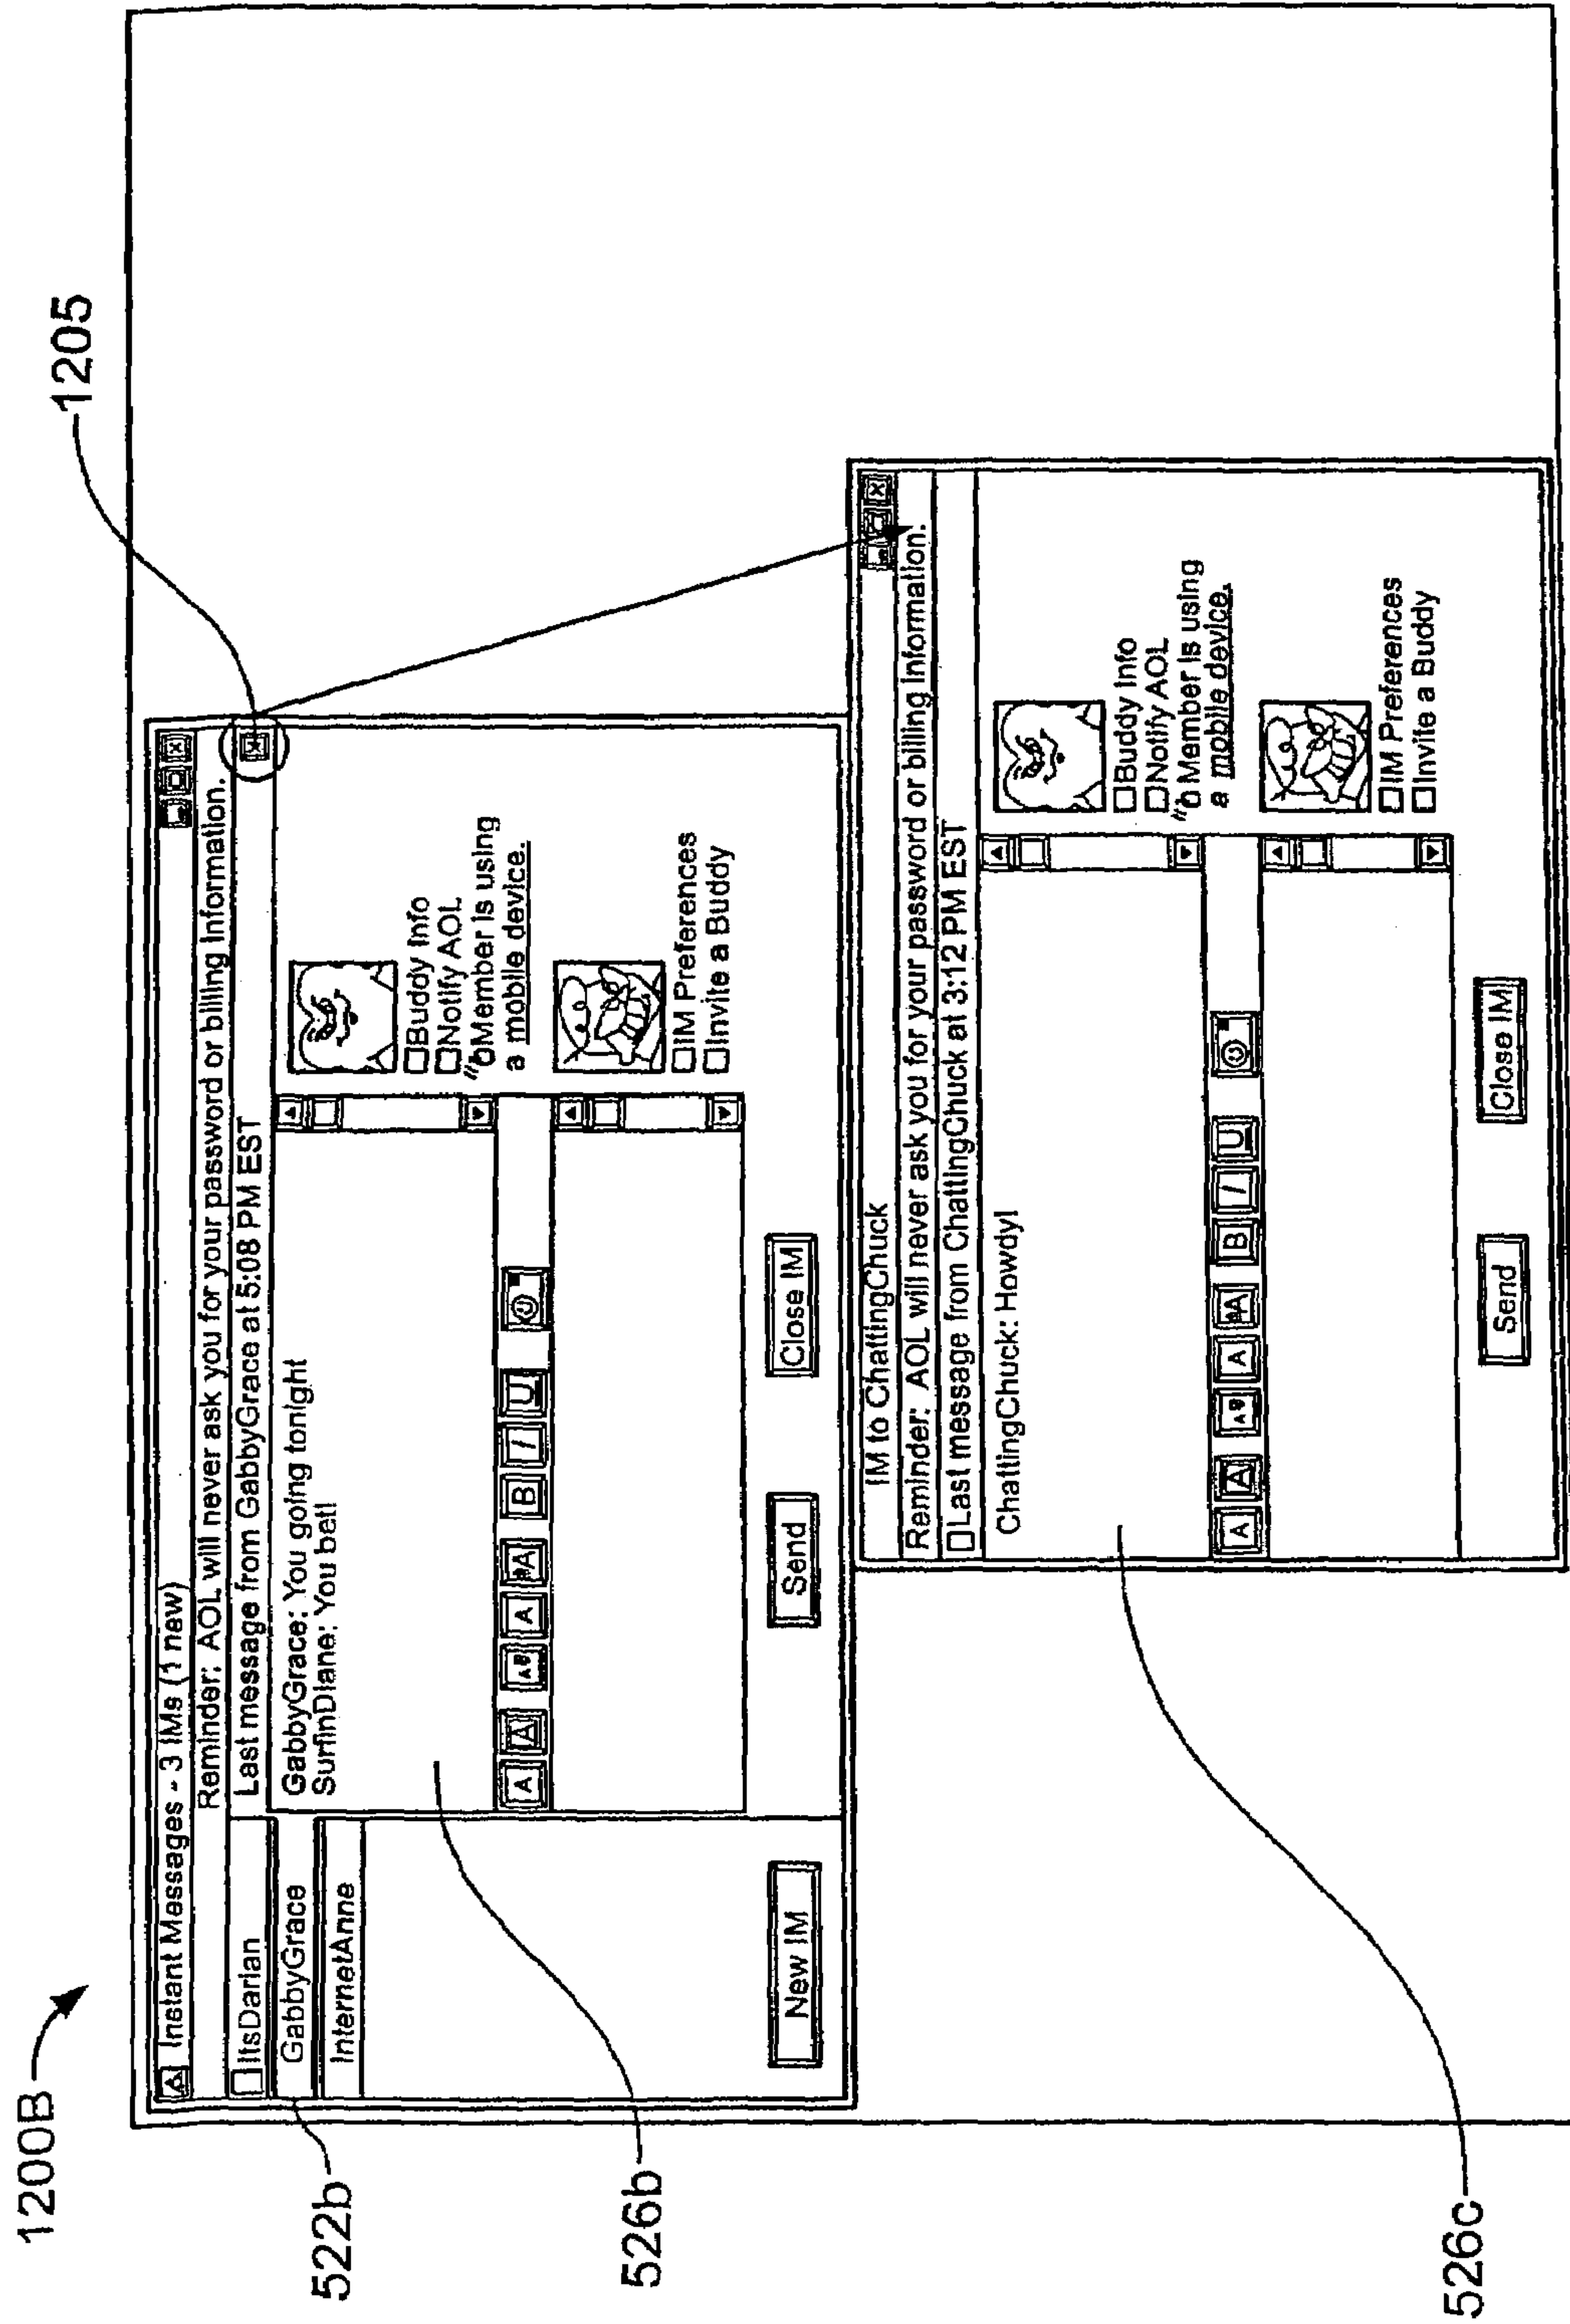 1200B
1205
Instant Messages - 3 IMs (1 new)
Reminder: AOL will never ask you for your password or billing information.
ItsDarian
GabbyGrace
InternetAnne
New IM
Last message from GabbyGrace at 5:08 PM EST
GabbyGrace: You going tonight
SurfinDiane: You bet!
A A A A B I U
Send
Close IM
Buddy Info
Notify AOL
Member is using
a mobile device.
IM Preferences
Invite a Buddy
522b
526b
IM to ChattingChuck
Reminder: AOL will never ask you for your password or billing information.
Last message from ChattingChuck at 3:12 PM EST
ChattingChuck: Howdy!
A A A A B I U
Send
Close IM
Buddy Info
Notify AOL
Member is using
a mobile device.
IM Preferences
Invite a Buddy
526c